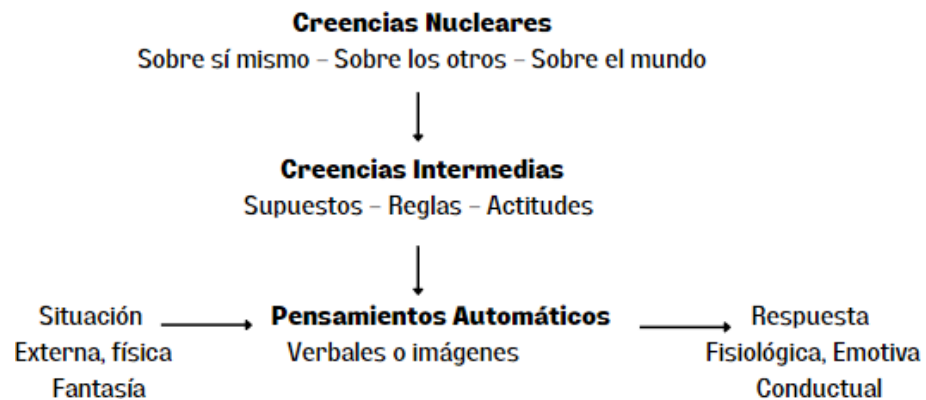 Creencias Nucleares
Sobre sí mismo – Sobre los otros – Sobre el mundo
Creencias Intermedias
Supuestos – Reglas – Actitudes
Situación
Externa, física
Fantasía
Pensamientos Automáticos
Verbales o imágenes
Respuesta
Fisiológica, Emotiva
Conductual